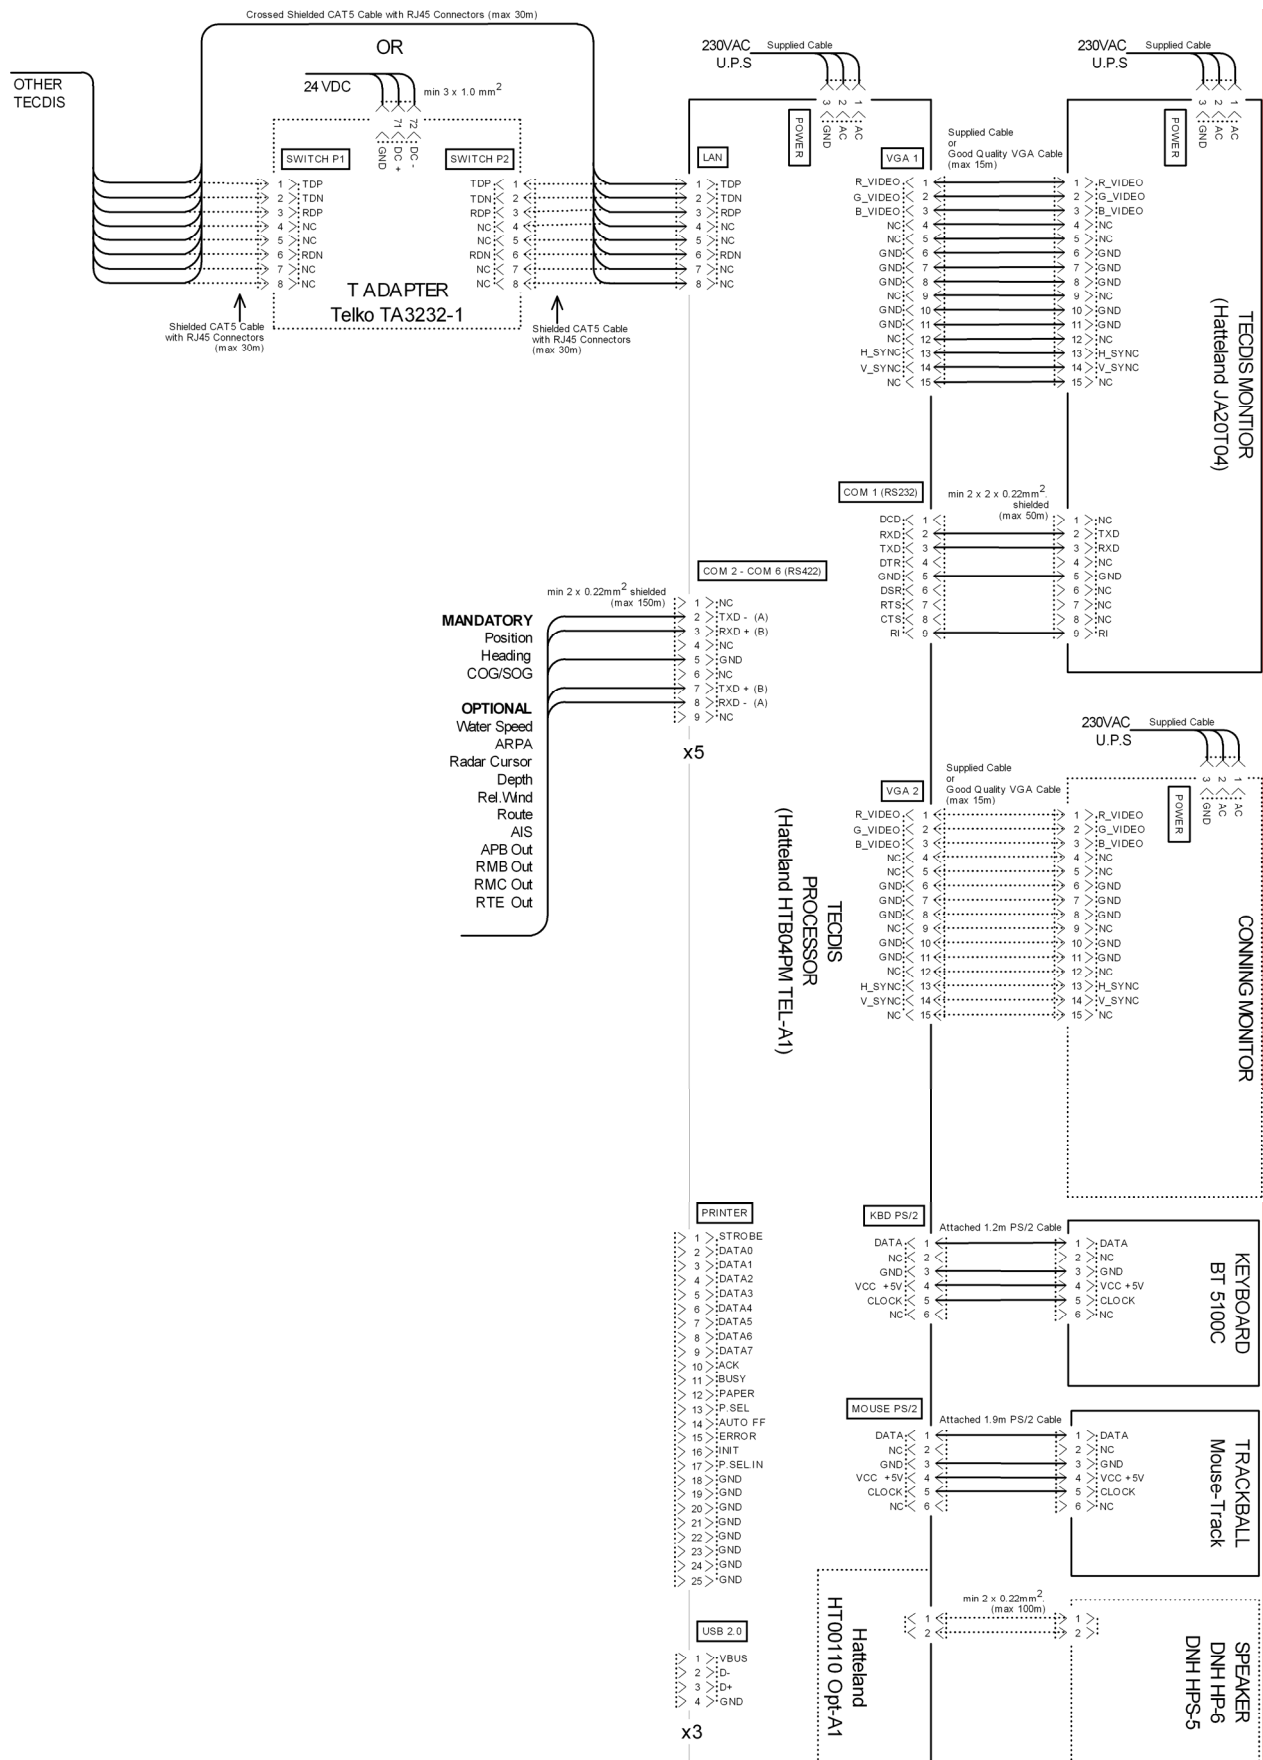 Crossed Shielded CAT5 Cable with RJ45 Connectors (max 30m)
OR
OTHER
TECDIS
24 VDC
min 3 x 1.0 mm2
72 DC -
71 DC +
GND
SWITCH P1
SWITCH P2
1 TDP
2 TDN
3 RDP
4 NC
5 NC
6 RDN
7 NC
8 NC
TDP 1
TDN 2
RDP 3
NC 4
NC 5
RDN 6
NC 7
NC 8
T ADAPTER
Telko TA3232-1
Shielded CAT5 Cable
with RJ45 Connectors
(max 30m)
Shielded CAT5 Cable
with RJ45 Connectors
(max 30m)
LAN
1 TDP
2 TDN
3 RDP
4 NC
5 NC
6 RDN
7 NC
8 NC
230VAC
U.P.S
Supplied Cable
POWER
1 AC
2 AC
3 GND
230VAC
U.P.S
Supplied Cable
POWER
1 AC
2 AC
3 GND
VGA 1
Supplied Cable
or
Good Quality VGA Cable
(max 15m)
R_VIDEO 1 1 R_VIDEO
G_VIDEO 2 2 G_VIDEO
B_VIDEO 3 3 B_VIDEO
NC 4 4 NC
NC 5 5 NC
GND 6 6 GND
GND 7 7 GND
GND 8 8 GND
NC 9 9 NC
GND 10 10 GND
GND 11 11 GND
NC 12 12 NC
H_SYNC 13 13 H_SYNC
V_SYNC 14 14 V_SYNC
NC 15 15 NC
TECDIS MONTIOR
(Hatteland JA20T04)
COM 1 (RS232)
min 2 x 2 x 0.22mm2.
shielded
(max 50m)
DCD 1 1 NC
RXD 2 2 TXD
TXD 3 3 RXD
DTR 4 4 NC
GND 5 5 GND
DSR 6 6 NC
RTS 7 7 NC
CTS 8 8 NC
RI 9 9 RI
COM 2 - COM 6 (RS422)
min 2 x 0.22mm2 shielded
(max 150m)
1 NC
2 TXD - (A)
3 RXD + (B)
4 NC
5 GND
6 NC
7 TXD + (B)
8 RXD - (A)
9 NC
x5
MANDATORY
Position
Heading
COG/SOG
OPTIONAL
Water Speed
ARPA
Radar Cursor
Depth
Rel.Wind
Route
AIS
APB Out
RMB Out
RMC Out
RTE Out
TECDIS
PROCESSOR
(Hatteland HTB04PM TEL-A1)
230VAC
U.P.S
Supplied Cable
POWER
1 AC
2 AC
3 GND
VGA 2
Supplied Cable
or
Good Quality VGA Cable
(max 15m)
R_VIDEO 1 1 R_VIDEO
G_VIDEO 2 2 G_VIDEO
B_VIDEO 3 3 B_VIDEO
NC 4 4 NC
NC 5 5 NC
GND 6 6 GND
GND 7 7 GND
GND 8 8 GND
NC 9 9 NC
GND 10 10 GND
GND 11 11 GND
NC 12 12 NC
H_SYNC 13 13 H_SYNC
V_SYNC 14 14 V_SYNC
NC 15 15 NC
CONNING MONITOR
PRINTER
1 STROBE
2 DATA0
3 DATA1
4 DATA2
5 DATA3
6 DATA4
7 DATA5
8 DATA6
9 DATA7
10 ACK
11 BUSY
12 PAPER
13 P.SEL
14 AUTO FF
15 ERROR
16 INIT
17 P.SELIN
18 GND
19 GND
20 GND
21 GND
22 GND
23 GND
24 GND
25 GND
USB 2.0
1 VBUS
2 D-
3 D+
4 GND
x3
KBD PS/2
Attached 1.2m PS/2 Cable
DATA 1 1 DATA
NC 2 2 NC
GND 3 3 GND
VCC +5V 4 4 VCC +5V
CLOCK 5 5 CLOCK
NC 6 6 NC
KEYBOARD
BT 5100C
MOUSE PS/2
Attached 1.9m PS/2 Cable
DATA 1 1 DATA
NC 2 2 NC
GND 3 3 GND
VCC +5V 4 4 VCC +5V
CLOCK 5 5 CLOCK
NC 6 6 NC
TRACKBALL
Mouse-Track
min 2 x 0.22mm2.
(max 100m)
1 1
2 2
Hatteland
HT00110 Opt-A1
SPEAKER
DNH HP-6
DNH HPS-5